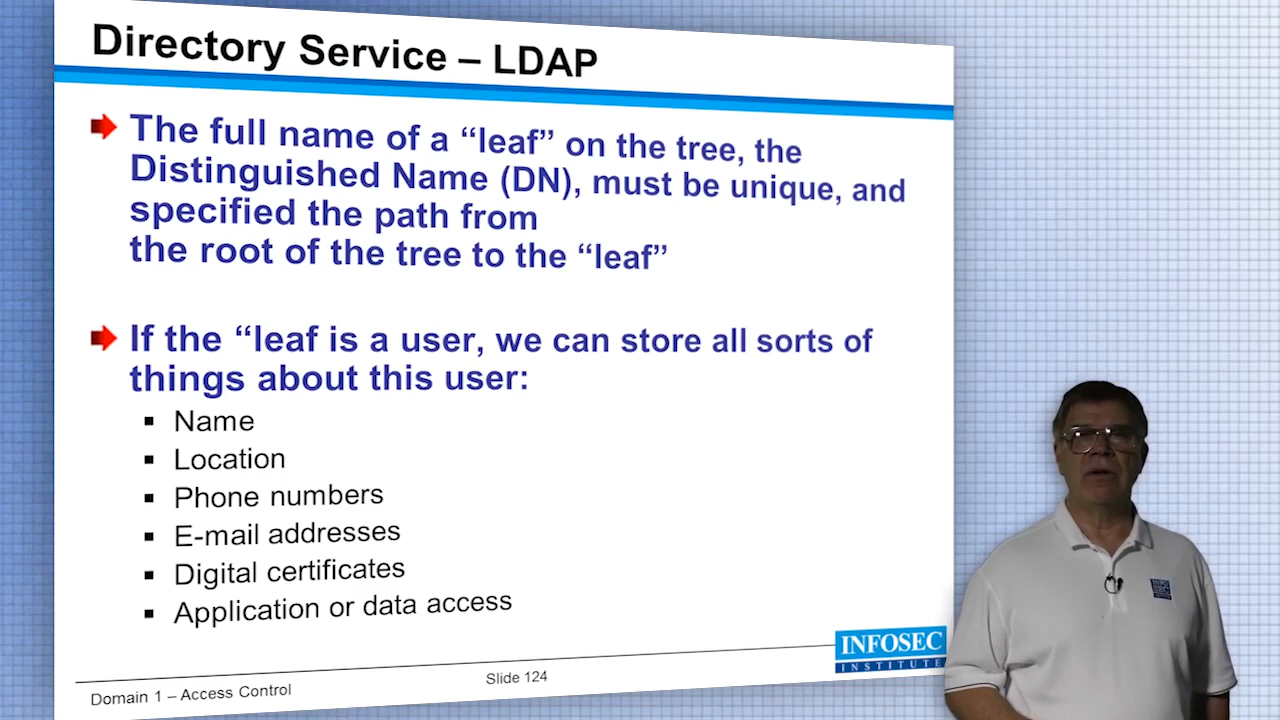 Directory Service – LDAP
The full name of a “leaf” on the tree, the
Distinguished Name (DN), must be unique, and
specified the path from
the root of the tree to the “leaf”
If the “leaf is a user, we can store all sorts of
things about this user:
Name
Location
Phone numbers
E-mail addresses
Digital certificates
Application or data access
INFOSEC
INSTITUTE
Domain 1 – Access Control
Slide 124